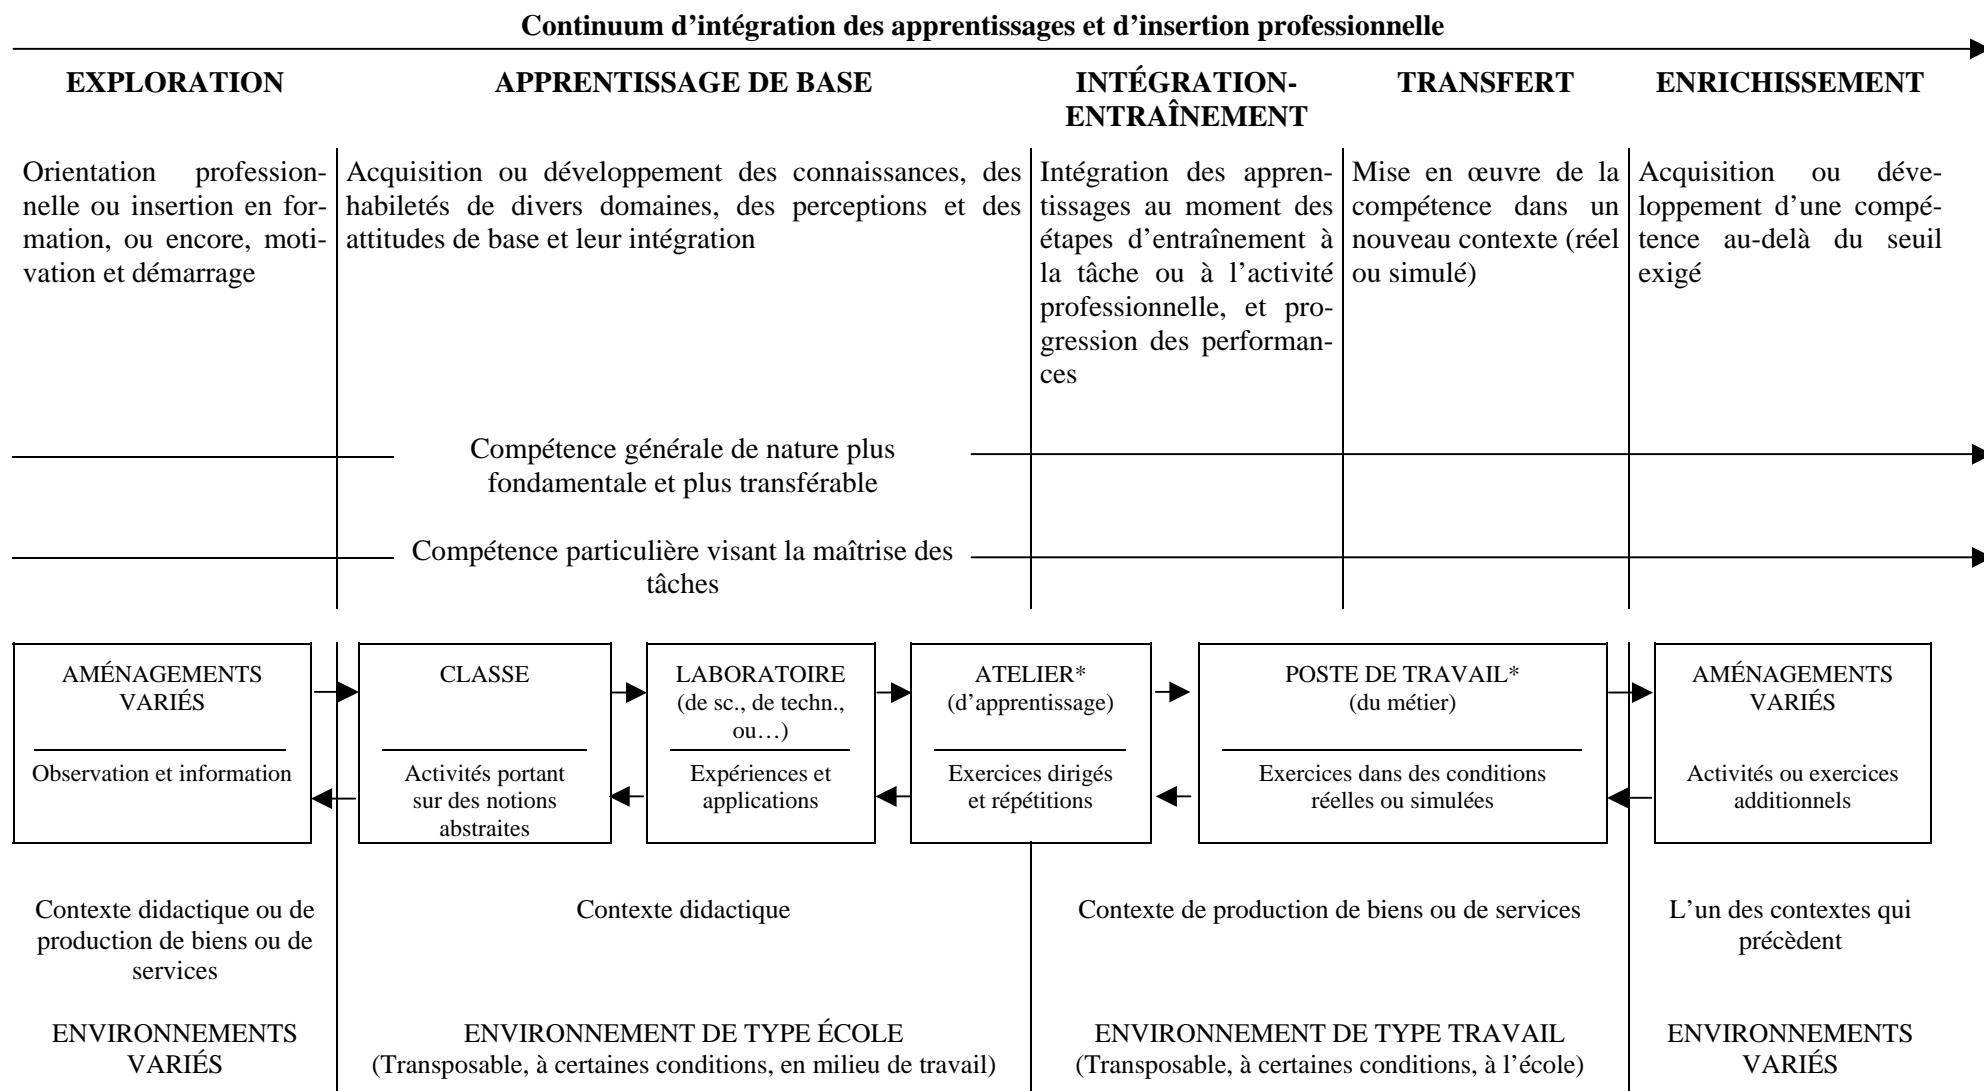 Continuum d’intégration des apprentissages et d’insertion professionnelle
EXPLORATION
APPRENTISSAGE DE BASE
INTÉGRATION-
ENTRAÎNEMENT
TRANSFERT
ENRICHISSEMENT
Orientation profession-
nelle ou insertion en for-
mation, ou encore, moti-
vation et démarrage
Acquisition ou développement des connaissances, des
habiletés de divers domaines, des perceptions et des
attitudes de base et leur intégration
Intégration des appren-
tissages au moment des
étapes d’entraînement à
la tâche ou à l’activité
professionnelle, et pro-
gression des performan-
ces
Mise en œuvre de la
compétence dans un
nouveau contexte (réel
ou simulé)
Acquisition ou déve-
loppement d’une compé-
tence au-delà du seuil
exigé
Compétence générale de nature plus
fondamentale et plus transférable
Compétence particulière visant la maîtrise des
tâches
AMÉNAGEMENTS
VARIÉS
Observation et information
CLASSE
Activités portant
sur des notions
abstraites
LABORATOIRE
(de sc., de techn.,
ou…)
Expériences et
applications
ATELIER*
(d’apprentissage)
Exercices dirigés
et répétitions
POSTE DE TRAVAIL*
(du métier)
Exercices dans des conditions
réelles ou simulées
AMÉNAGEMENTS
VARIÉS
Activités ou exercices
additionnels
Contexte didactique ou de
production de biens ou de
services
Contexte didactique
Contexte de production de biens ou de services
L’un des contextes qui
précèdent
ENVIRONNEMENTS
VARIÉS
ENVIRONNEMENT DE TYPE ÉCOLE
(Transposable, à certaines conditions, en milieu de travail)
ENVIRONNEMENT DE TYPE TRAVAIL
(Transposable, à certaines conditions, à l’école)
ENVIRONNEMENTS
VARIÉS